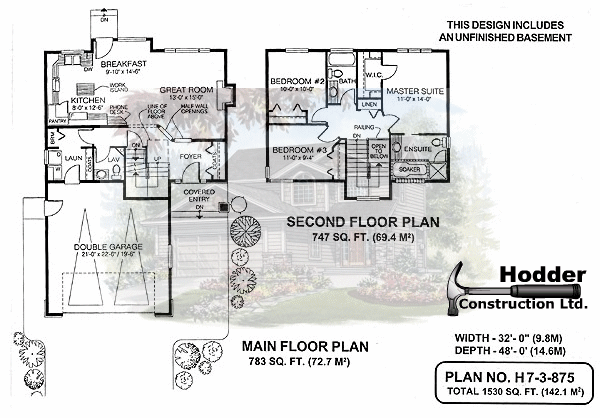 THIS DESIGN INCLUDES
AN UNFINISHED BASEMENT
DN
BREAKFAST
9'-10" x 14'-6"
DW
WORK
ISLAND
GREAT ROOM
13'-0" x 15'-0"
KITCHEN
8'-0" x 12'-6"
PHONE
DESK
LINE OF
FLOOR
ABOVE
HALF WALL
OPENINGS
PANTRY
BRM
LAUN
COATS
LAV
DN
UP
FOYER
COATS
COVERED
ENTRY
DN
DOUBLE GARAGE
21'-0" x 22'-0" / 19'-6"
MAIN FLOOR PLAN
783 SQ. FT. (72.7 M²)
BEDROOM #2
10'-0" x 10'-0"
BATH
W.I.C.
LINEN
MASTER SUITE
11'-0" x 14'-0"
RAILING
DN
BEDROOM #3
11'-0" x 9'-4"
OPEN
TO
BELOW
ENSUITE
SOAKER
SECOND FLOOR PLAN
747 SQ. FT. (69.4 M²)
Hodder
Construction Ltd.
WIDTH - 32'- 0" (9.8M)
DEPTH - 48'- 0' (14.6M)
PLAN NO. H7-3-875
TOTAL 1530 SQ. FT. (142.1 M²)